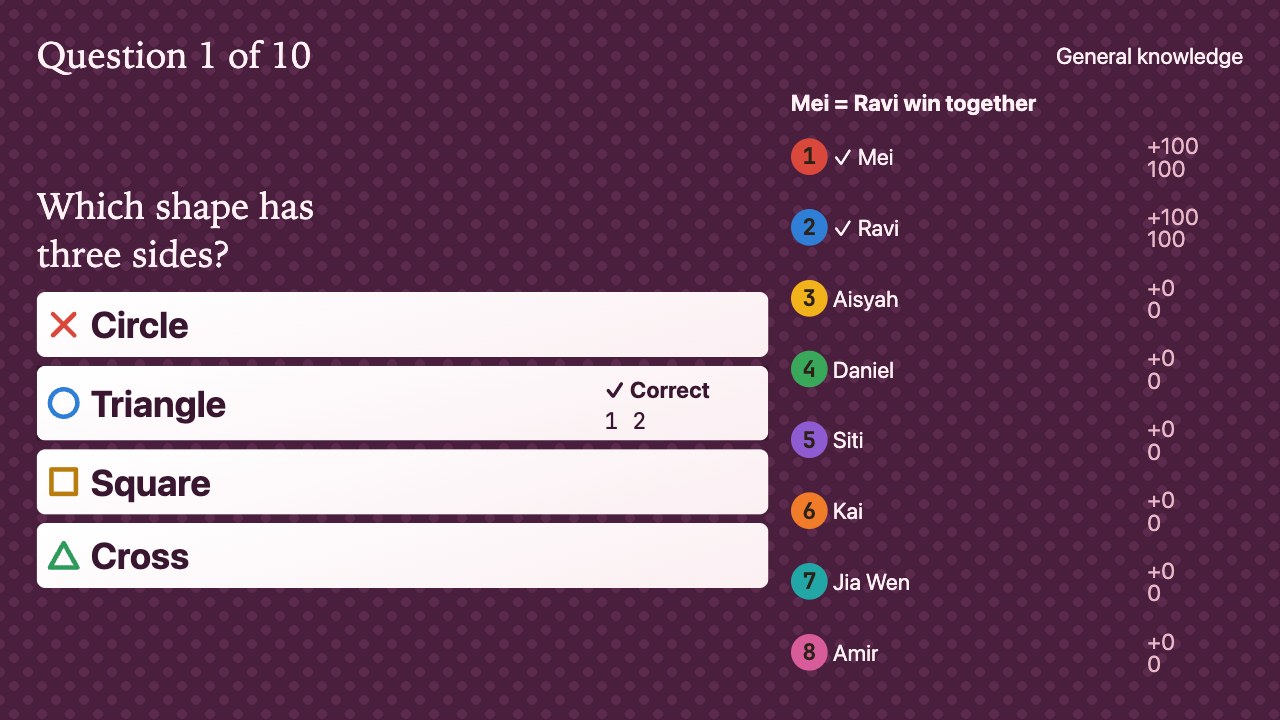 Question 1 of 10
General knowledge
Which shape has
three sides?
Circle
Triangle
✓ Correct
1 2
Square
Cross
Mei = Ravi win together
1 ✓ Mei +100
100
2 ✓ Ravi +100
100
3 Aisyah +0
0
4 Daniel +0
0
5 Siti +0
0
6 Kai +0
0
7 Jia Wen +0
0
8 Amir +0
0